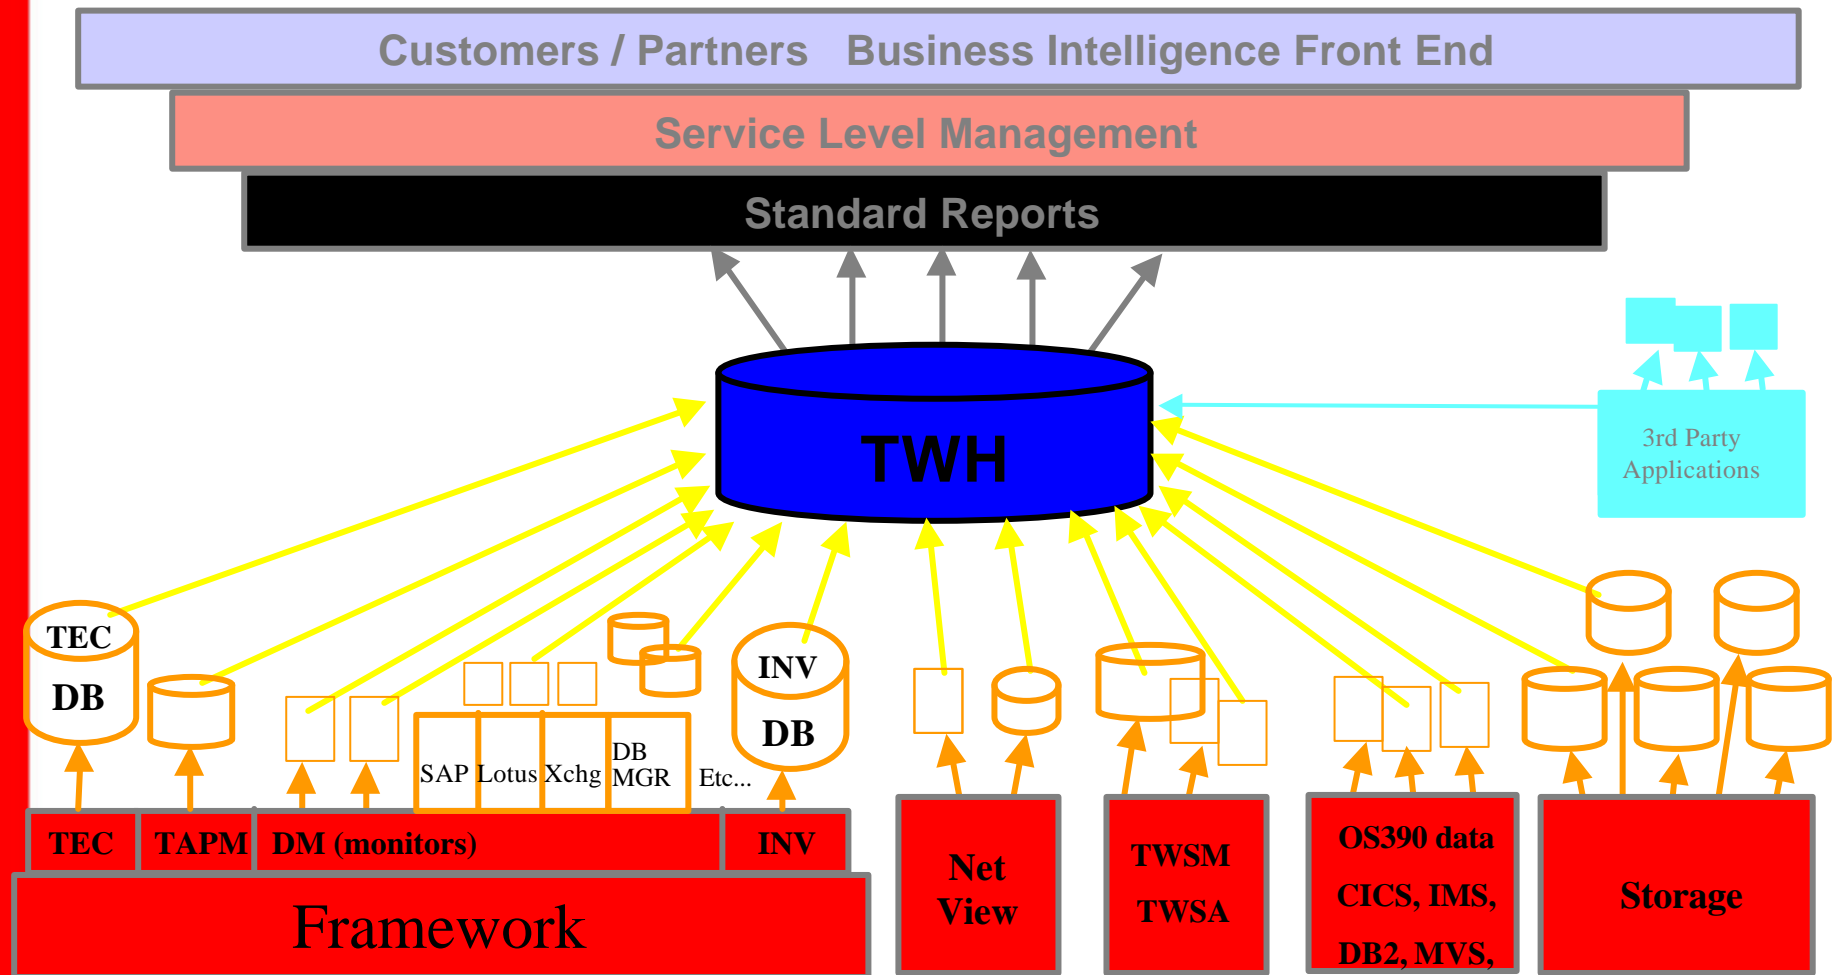 Customers / Partners   Business Intelligence Front End
Service Level Management
Standard Reports
TWH
3rd Party
Applications
TEC
DB
INV
DB
SAP
Lotus
Xchg
DB
MGR
Etc...
TEC
TAPM
DM (monitors)
INV
Framework
Net
View
TWSM
TWSA
OS390 data
CICS, IMS,
DB2, MVS,
Storage